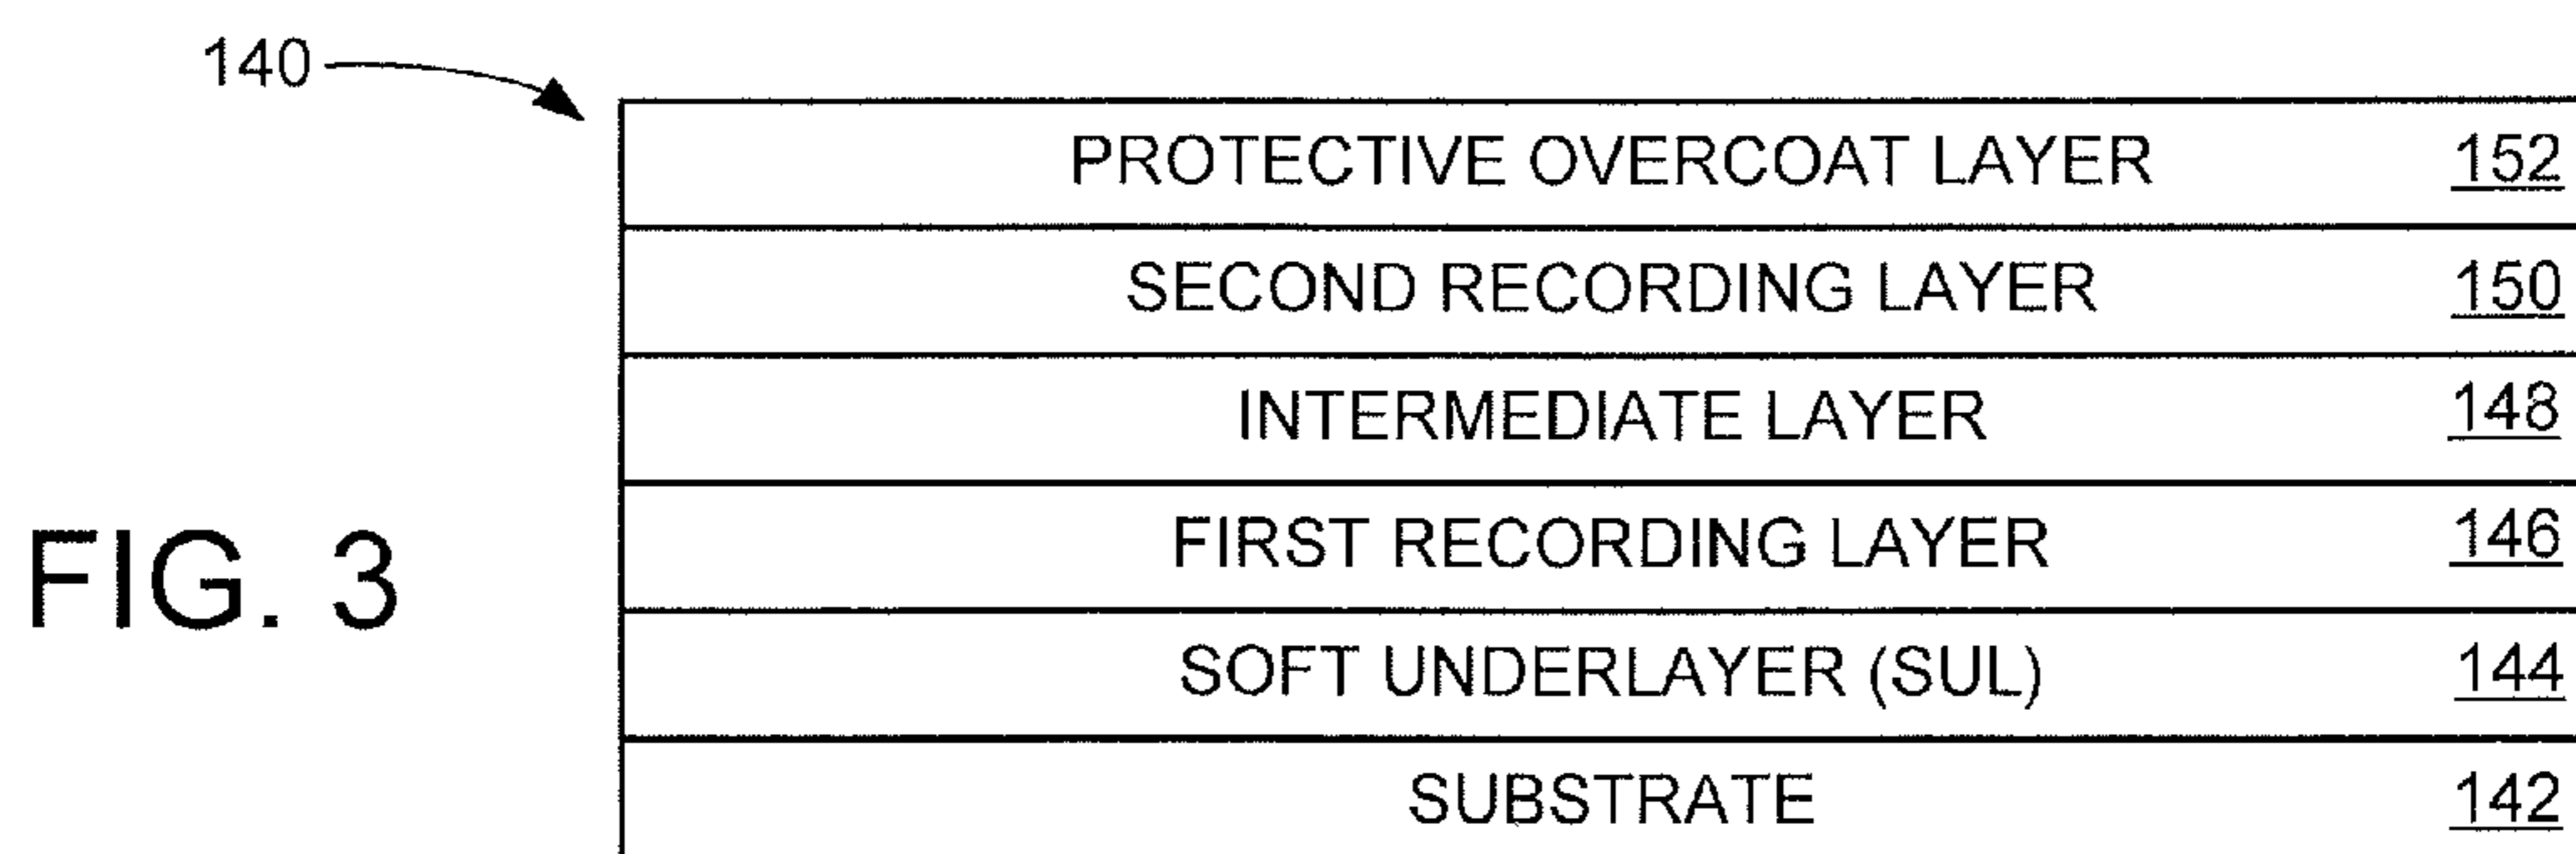 140
PROTECTIVE OVERCOAT LAYER 152
SECOND RECORDING LAYER 150
INTERMEDIATE LAYER 148
FIRST RECORDING LAYER 146
FIG. 3
SOFT UNDERLAYER (SUL) 144
SUBSTRATE 142